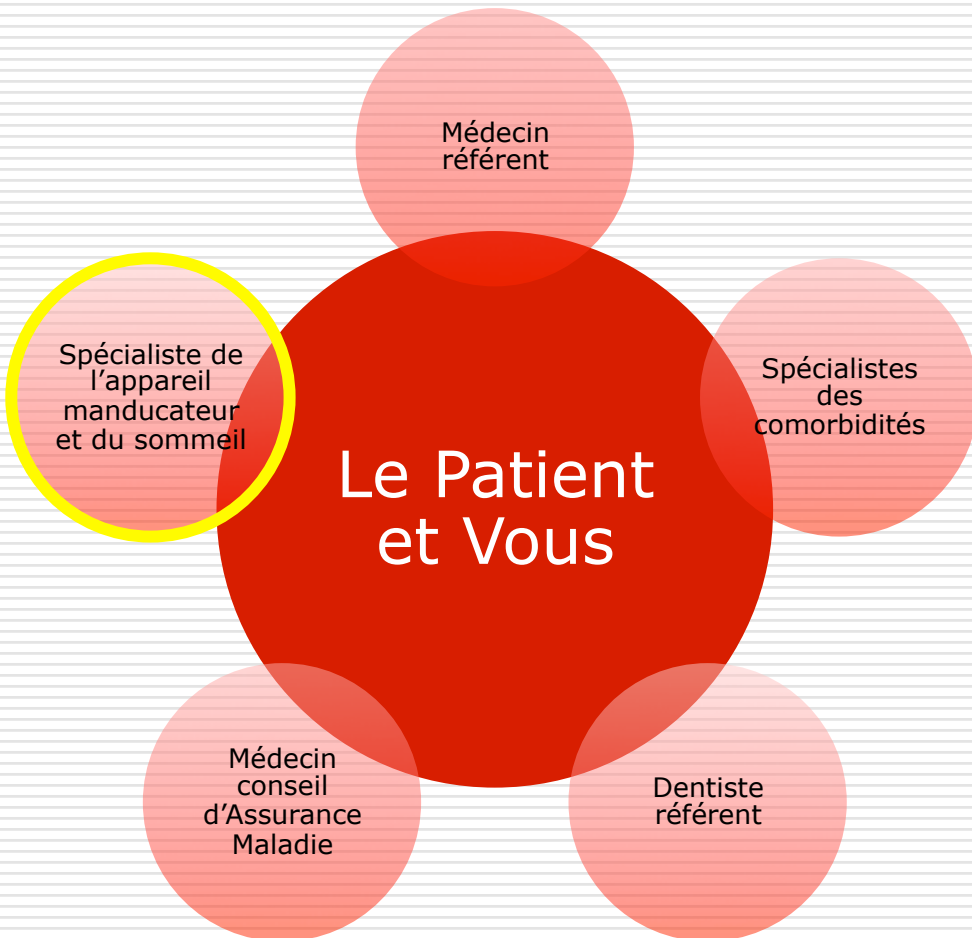 Médecin
référent
Spécialiste de
l’appareil
manducateur
et du sommeil
Spécialistes
des
comorbidités
Le Patient
et Vous
Médecin
conseil
d’Assurance
Maladie
Dentiste
référent